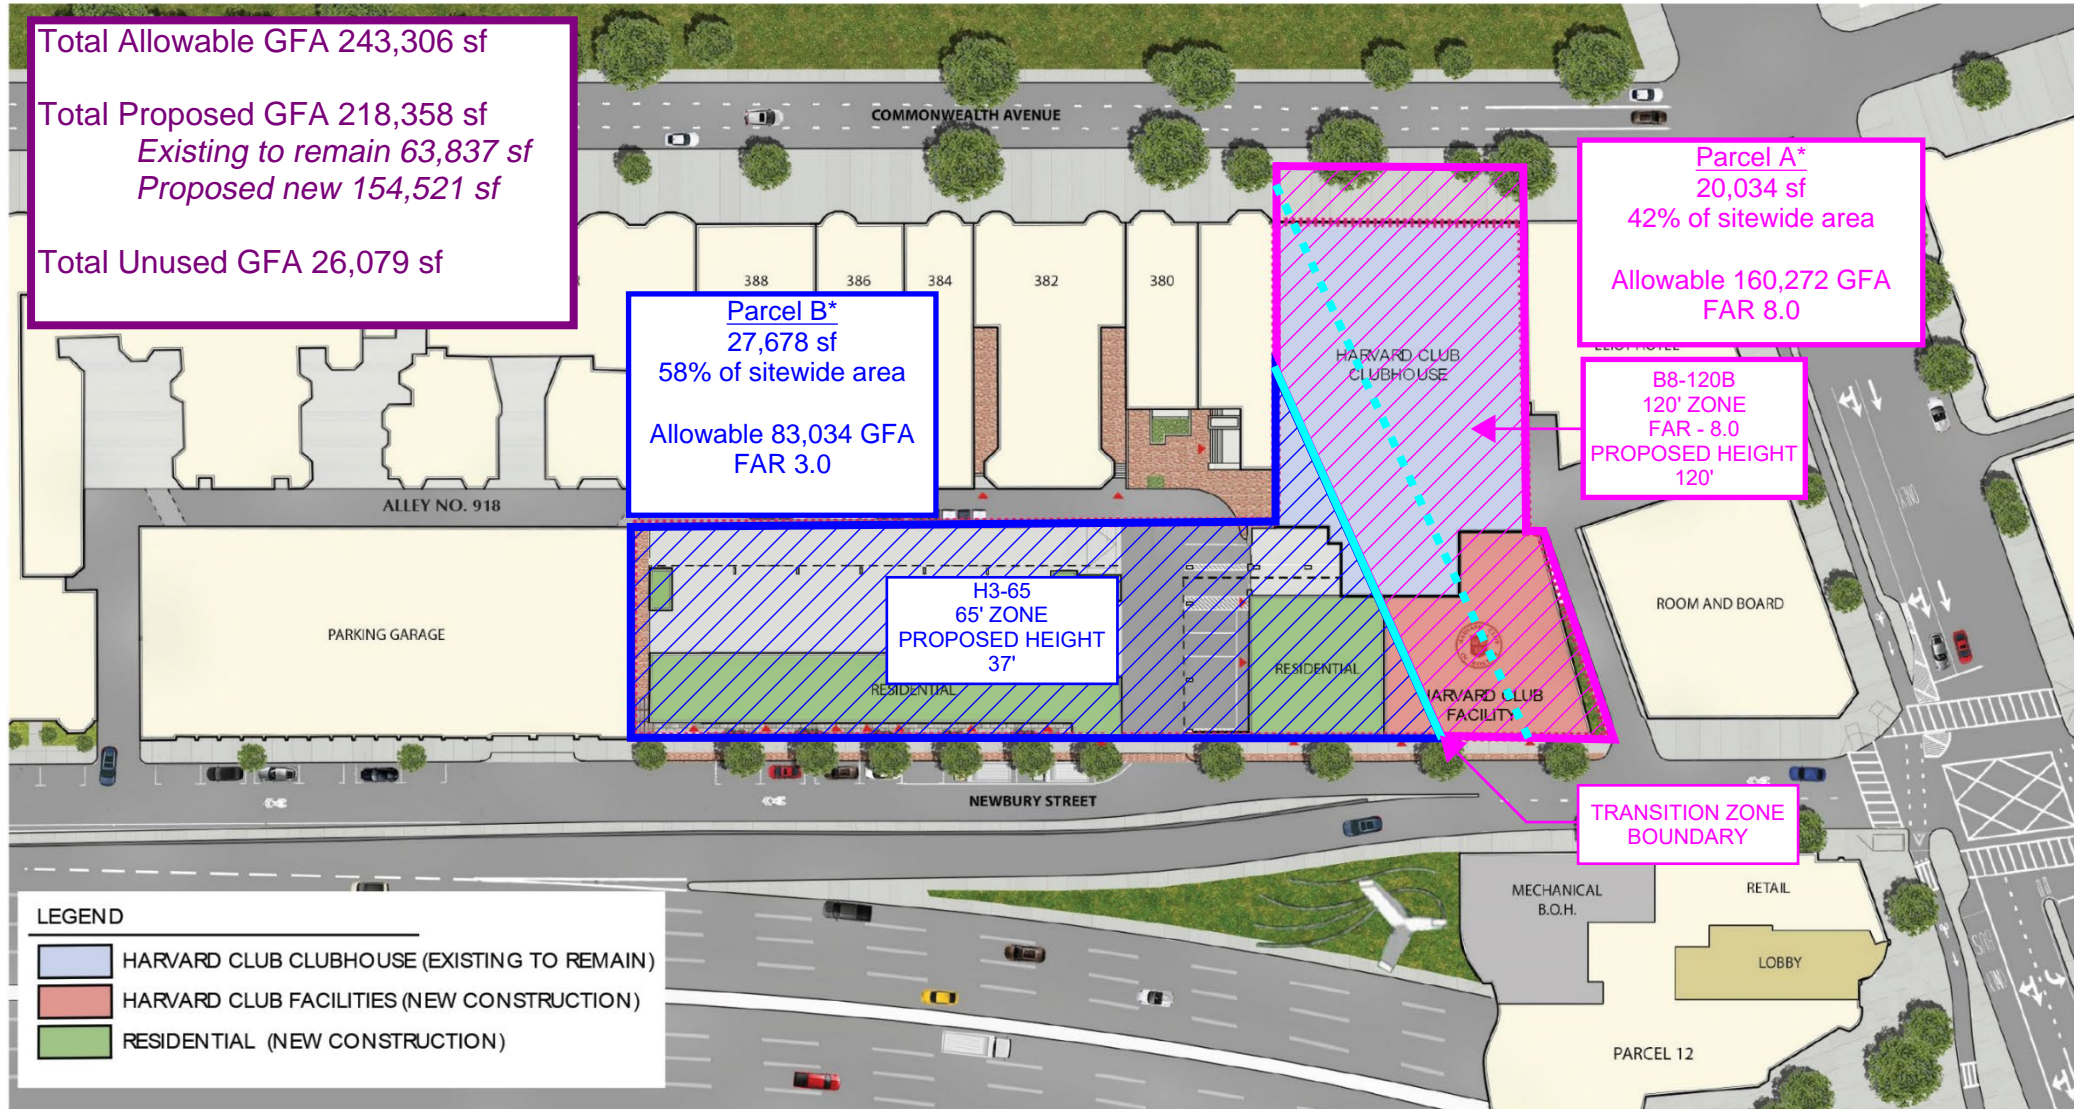 Total Allowable GFA 243,306 sf
Total Proposed GFA 218,358 sf
Existing to remain 63,837 sf
Proposed new 154,521 sf
Total Unused GFA 26,079 sf
COMMONWEALTH AVENUE
Parcel A*
20,034 sf
42% of sitewide area
Allowable 160,272 GFA
FAR 8.0
388
386
384
382
380
Parcel B*
27,678 sf
58% of sitewide area
Allowable 83,034 GFA
FAR 3.0
HARVARD CLUB
CLUBHOUSE
B8-120B
120' ZONE
FAR - 8.0
PROPOSED HEIGHT
120'
ALLEY NO. 918
PARKING GARAGE
H3-65
65' ZONE
PROPOSED HEIGHT
37'
RESIDENTIAL
RESIDENTIAL
HARVARD CLUB
FACILITY
ROOM AND BOARD
NEWBURY STREET
TRANSITION ZONE
BOUNDARY
MECHANICAL
B.O.H.
RETAIL
LOBBY
PARCEL 12
LEGEND
HARVARD CLUB CLUBHOUSE (EXISTING TO REMAIN)
HARVARD CLUB FACILITIES (NEW CONSTRUCTION)
RESIDENTIAL (NEW CONSTRUCTION)